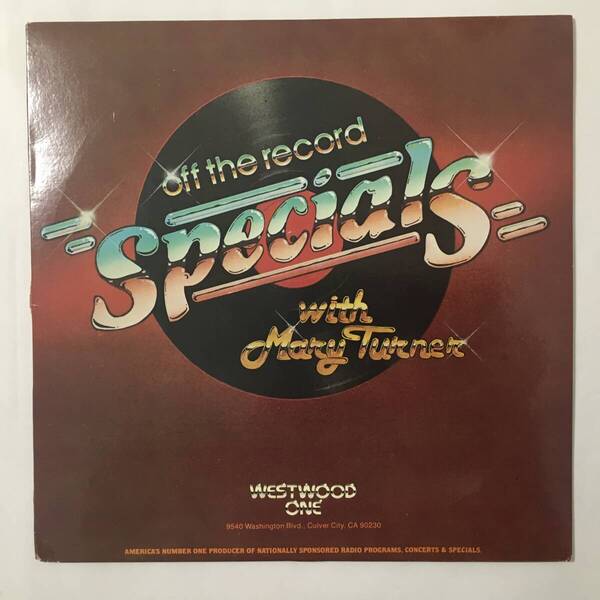 off the record
Specials
with
Mary Turner
WESTWOOD
ONE
9540 Washington Blvd., Culver City, CA 90230
AMERICA'S NUMBER ONE PRODUCER OF NATIONALLY SPONSORED RADIO PROGRAMS, CONCERTS & SPECIALS.